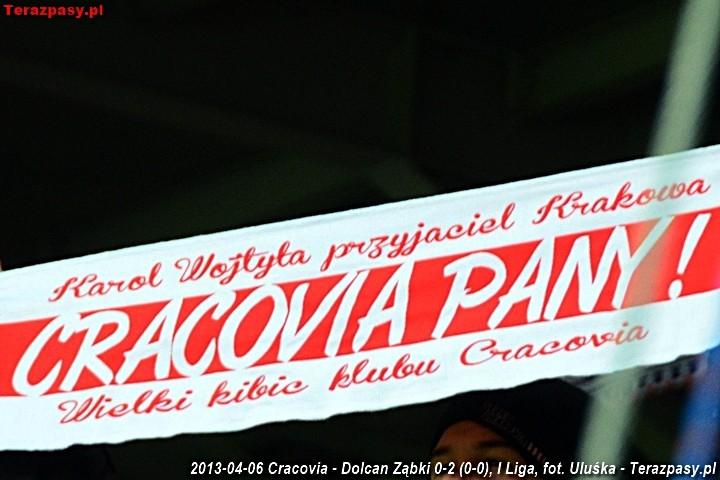 Terazpasy.pl
Karol Wojtyła przyjaciel Krakowa
CRACOVIA PANY!
Wielki kibic klubu Cracovia
2013-04-06 Cracovia - Dolcan Ząbki 0-2 (0-0), I Liga, fot. Uluśka - Terazpasy.pl